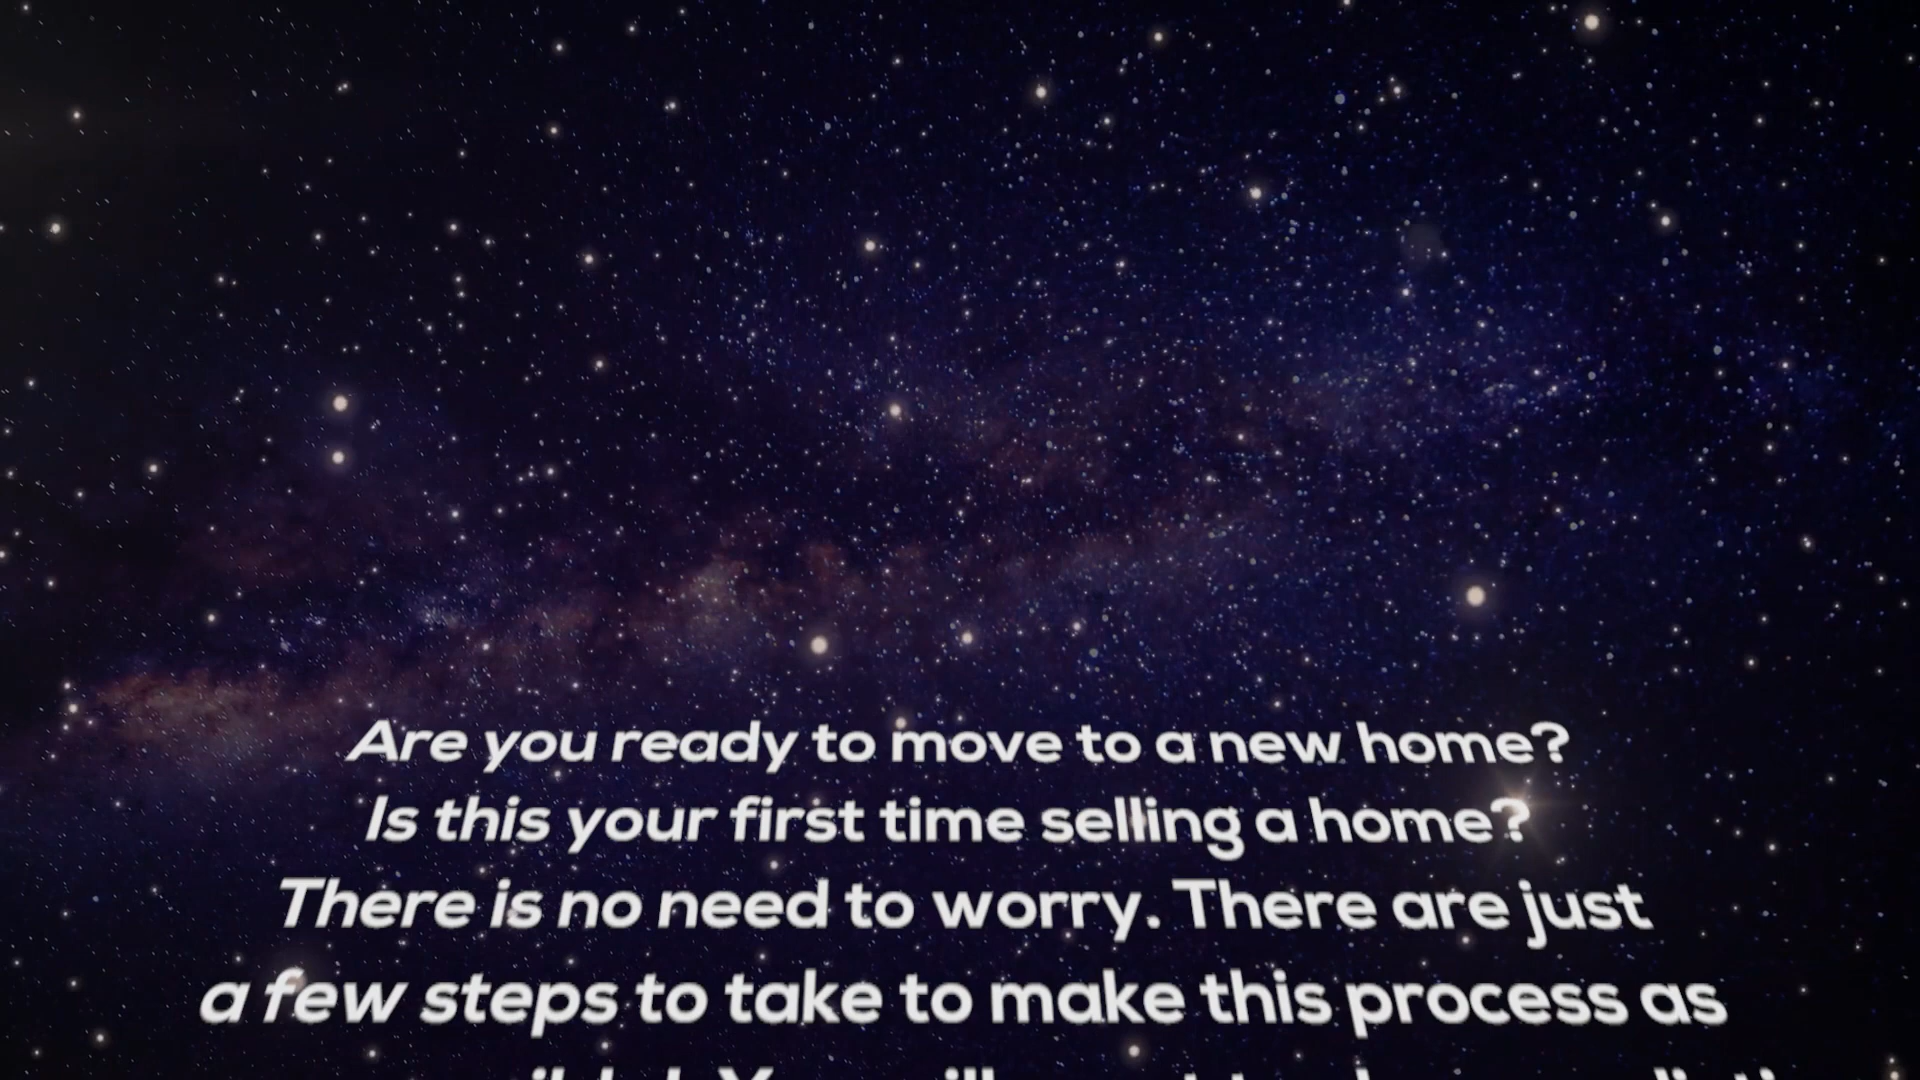 Are you ready to move to a new home?
Is this your first time selling a home?
There is no need to worry. There are just
a few steps to take to make this process as